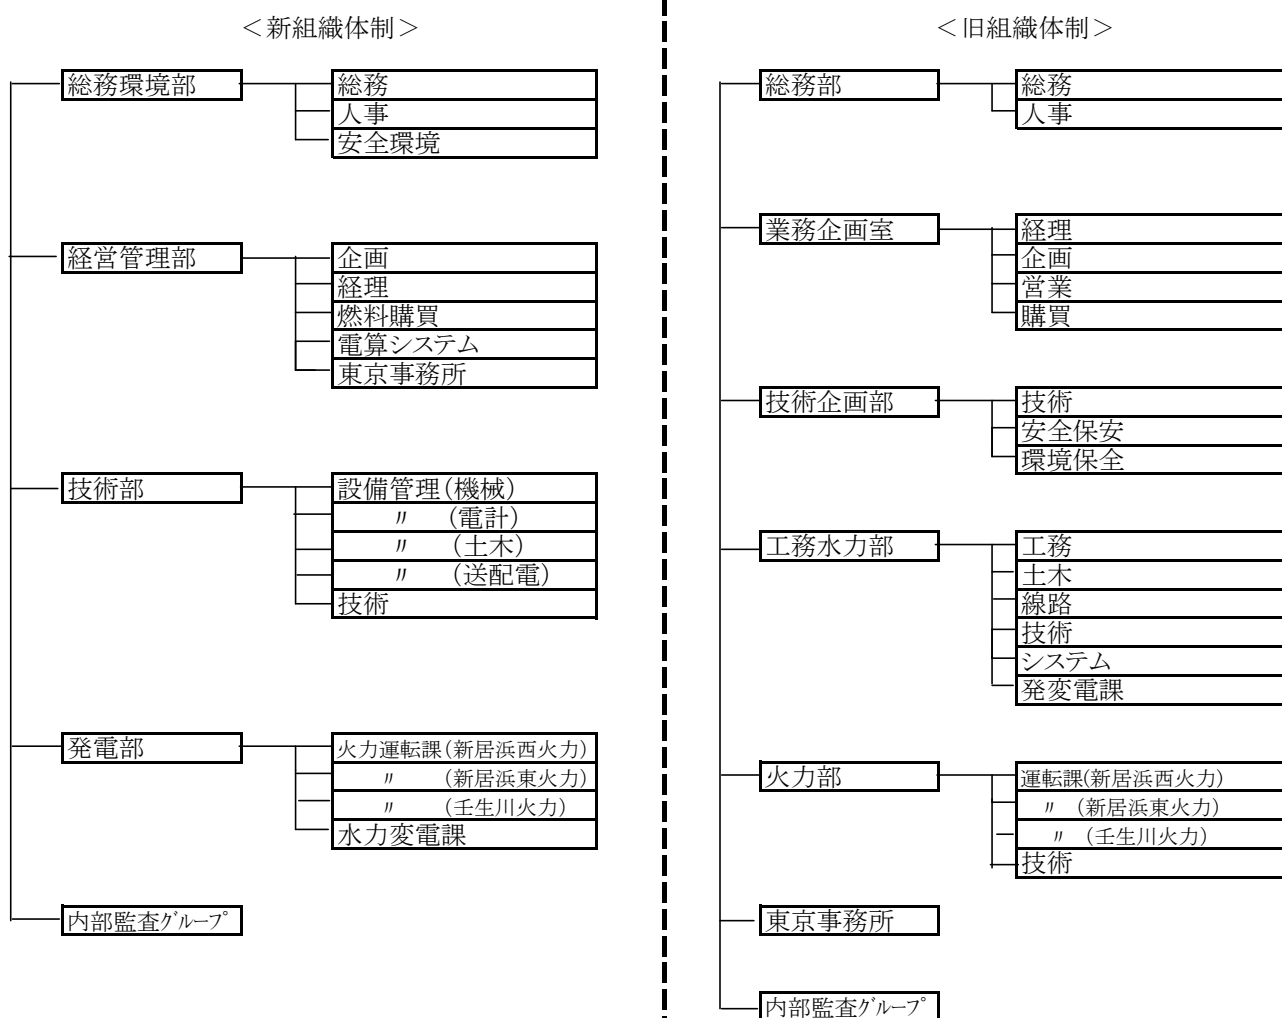 ＜新組織体制＞
総務環境部
総務
人事
安全環境
経営管理部
企画
経理
燃料購買
電算システム
東京事務所
技術部
設備管理（機械）
〃　（電計）
〃　（土木）
〃　（送配電）
技術
発電部
火力運転課（新居浜西火力）
〃　（新居浜東火力）
〃　（壬生川火力）
水力変電課
内部監査ｸﾞﾙｰﾌﾟ
＜旧組織体制＞
総務部
総務
人事
業務企画室
経理
企画
営業
購買
技術企画部
技術
安全保安
環境保全
工務水力部
工務
土木
線路
技術
システム
発変電課
火力部
運転課（新居浜西火力）
〃　（新居浜東火力）
〃　（壬生川火力）
技術
東京事務所
内部監査ｸﾞﾙｰﾌﾟ